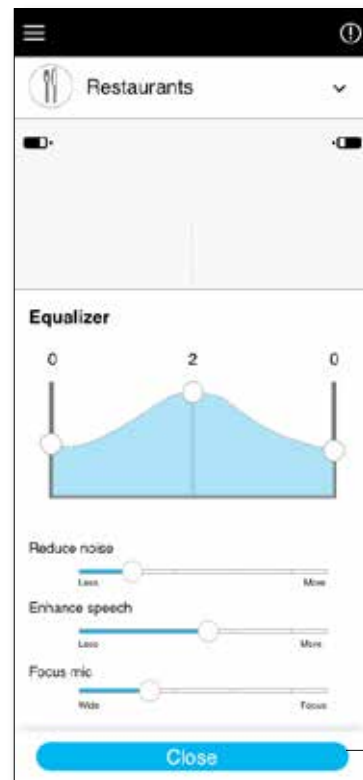 Restaurants
Equalizer
0 2 0
Reduce noise
Less More
Enhance speech
Less More
Focus mic
Wide Focus
Close